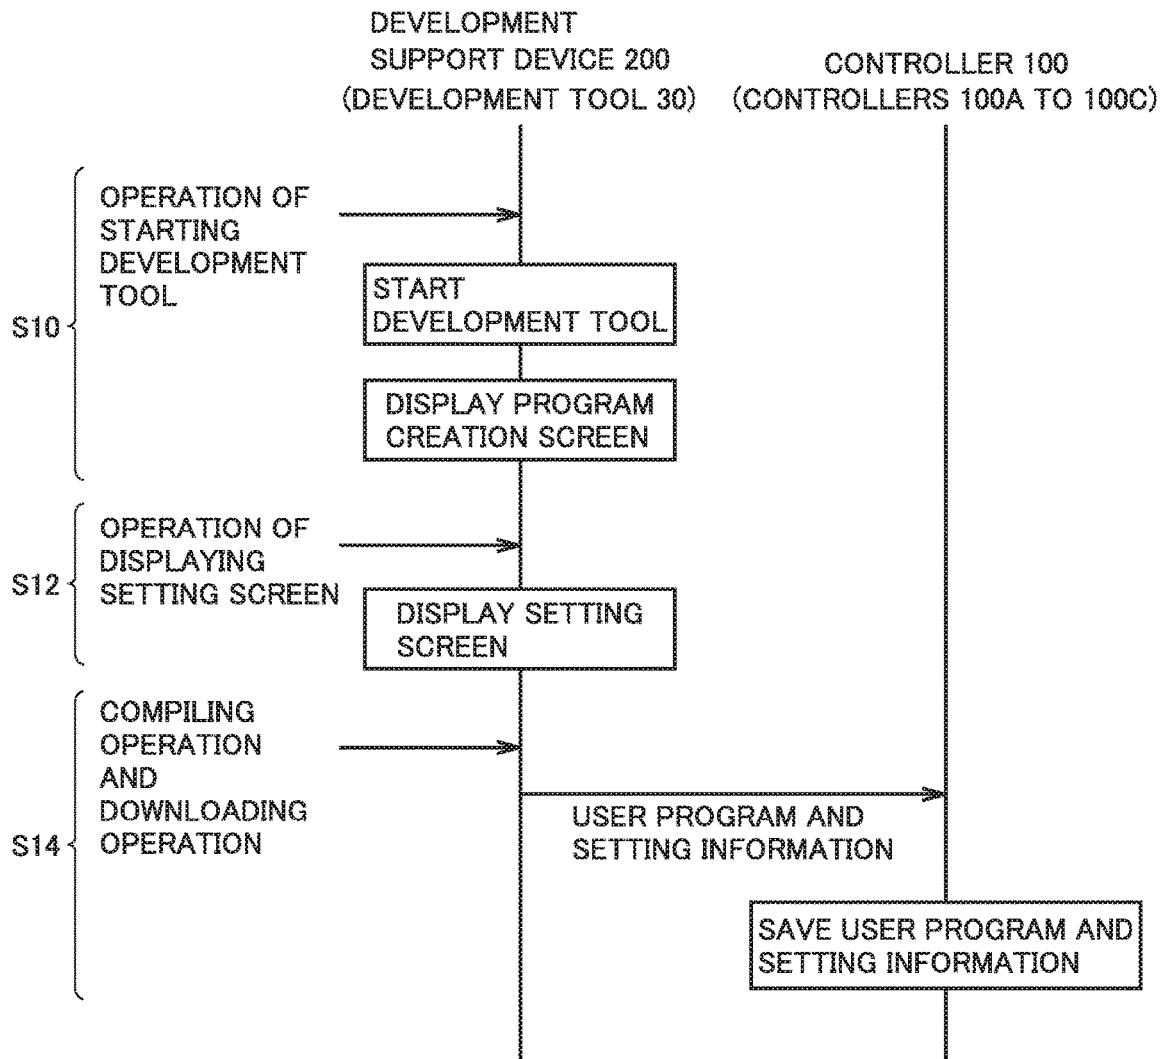 DEVELOPMENT
SUPPORT DEVICE 200
(DEVELOPMENT TOOL 30)
CONTROLLER 100
(CONTROLLERS 100A TO 100C)
S10
OPERATION OF
STARTING
DEVELOPMENT
TOOL
START
DEVELOPMENT TOOL
DISPLAY PROGRAM
CREATION SCREEN
S12
OPERATION OF
DISPLAYING
SETTING SCREEN
DISPLAY SETTING
SCREEN
S14
COMPILING
OPERATION
AND
DOWNLOADING
OPERATION
USER PROGRAM AND
SETTING INFORMATION
SAVE USER PROGRAM AND
SETTING INFORMATION